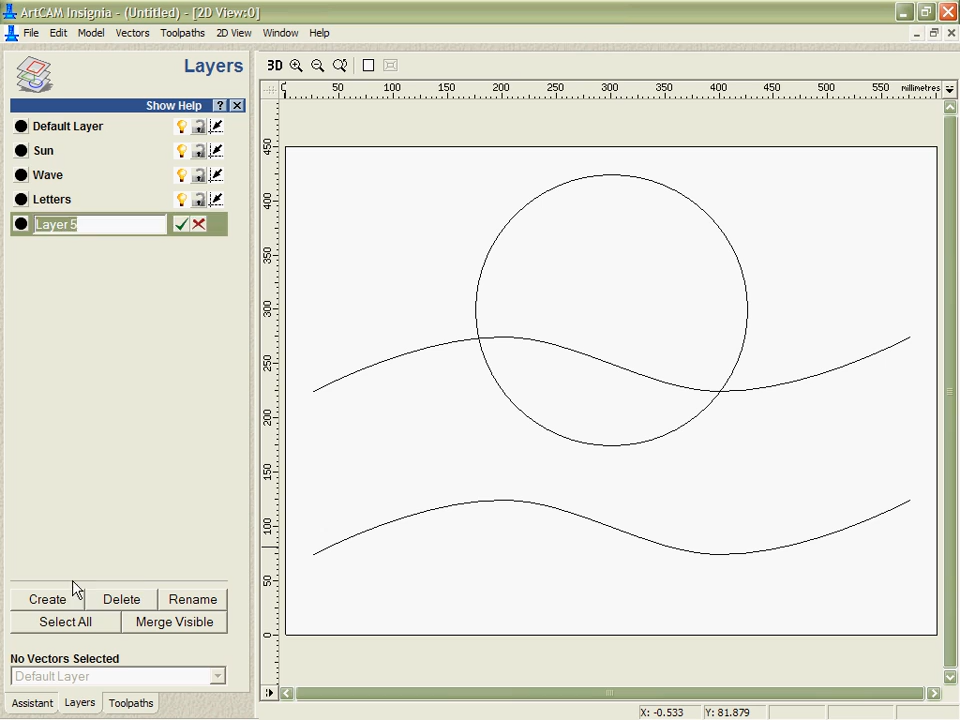 ArtCAM Insignia - (Untitled) - [2D View:0]
File Edit Model Vectors Toolpaths 2D View Window Help
Layers
Show Help ?
Default Layer
Sun
Wave
Letters
Layer 5
Create Delete Rename
Select All Merge Visible
No Vectors Selected
Default Layer
Assistant Layers Toolpaths
3D
50 100 150 200 250 300 350 400 450 500 550 millimetres
450
400
350
300
250
200
150
100
50
0
X: -0.533 Y: 81.879